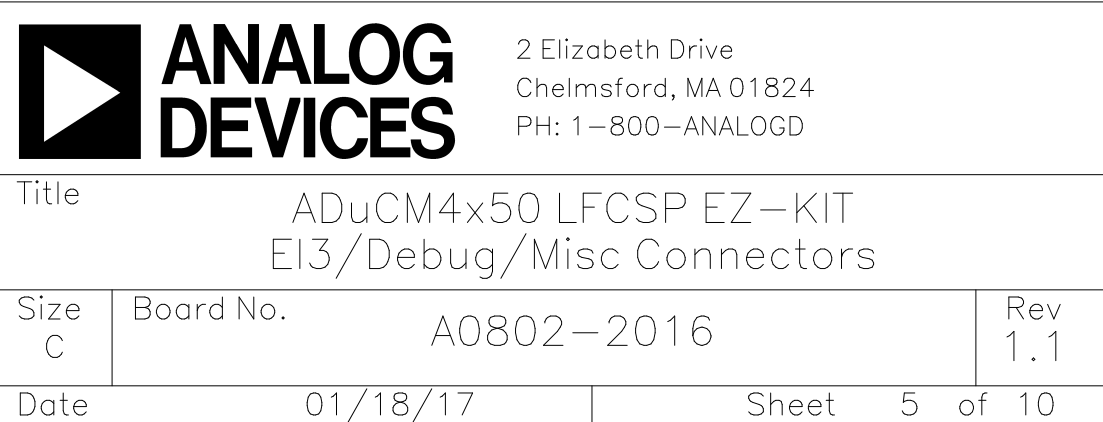 ANALOG
DEVICES
2 Elizabeth Drive
Chelmsford, MA 01824
PH: 1-800-ANALOGD
Title
ADuCM4x50 LFCSP EZ-KIT
EI3/Debug/Misc Connectors
Size
C
Board No.
A0802-2016
Rev
1.1
Date 01/18/17 Sheet 5 of 10